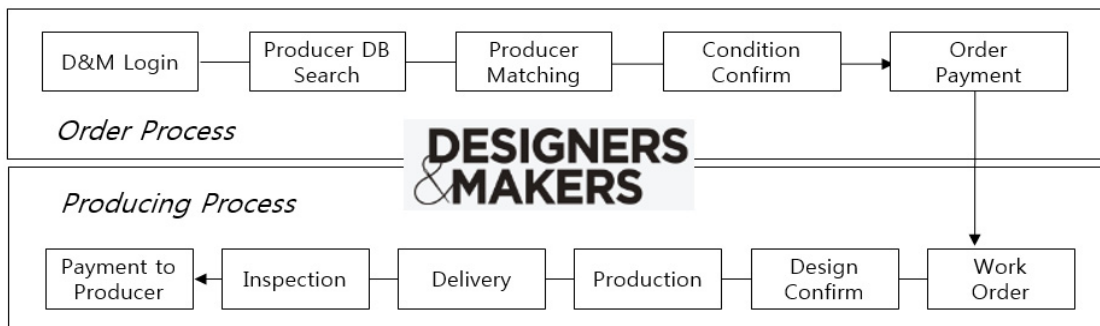 D&M Login
Producer DB
Search
Producer
Matching
Condition
Confirm
Order
Payment
Order Process
DESIGNERS
&MAKERS
Producing Process
Payment to
Producer
Inspection
Delivery
Production
Design
Confirm
Work
Order